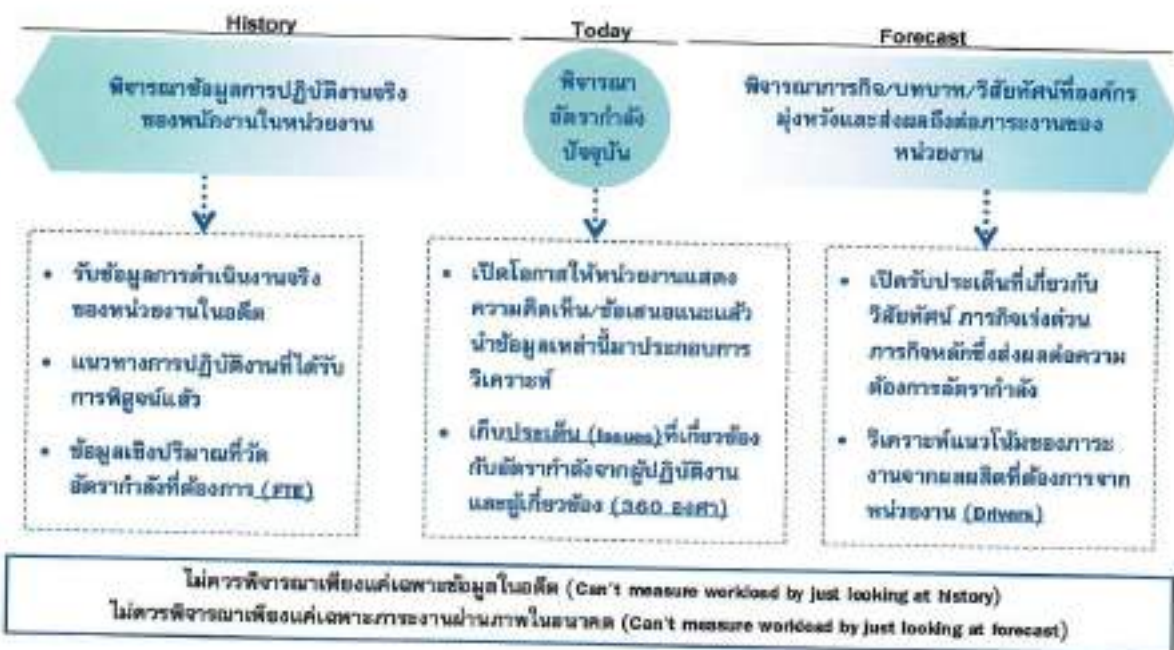 History
Today
Forecast
พิจารณาข้อมูลการปฏิบัติงานจริง
ของพนักงานในหน่วยงาน
พิจารณา
อัตรากำลัง
ปัจจุบัน
พิจารณาภารกิจ/บทบาท/วิสัยทัศน์ที่องค์กร
มุ่งหวังและส่งผลถึงต่อภาระงานของ
หน่วยงาน
• รับข้อมูลการดำเนินงานจริง
ของหน่วยงานในอดีต
• แนวทางการปฏิบัติงานที่ได้รับ
การพิสูจน์แล้ว
• ข้อมูลเชิงปริมาณที่วัด
อัตรากำลังที่ต้องการ (FTE)
• เปิดโอกาสให้หน่วยงานแสดง
ความคิดเห็น/ข้อเสนอแนะแล้ว
นำข้อมูลเหล่านี้มาประกอบการ
วิเคราะห์
• เก็บประเด็น (Issues) ที่เกี่ยวข้อง
กับอัตรากำลังจากผู้ปฏิบัติงาน
และผู้เกี่ยวข้อง (360 องศา)
• เปิดรับประเด็นที่เกี่ยวกับ
วิสัยทัศน์ ภารกิจเร่งด่วน
ภารกิจหลักซึ่งส่งผลต่อความ
ต้องการอัตรากำลัง
• วิเคราะห์แนวโน้มของภาระ
งานจากผลผลิตที่ต้องการจาก
หน่วยงาน (Drivers)
ไม่ควรพิจารณาเพียงแค่เฉพาะข้อมูลในอดีต (Can't measure workload by just looking at history)
ไม่ควรพิจารณาเพียงแค่เฉพาะภาระงานผ่านภาพในอนาคต (Can't measure workload by just looking at forecast)